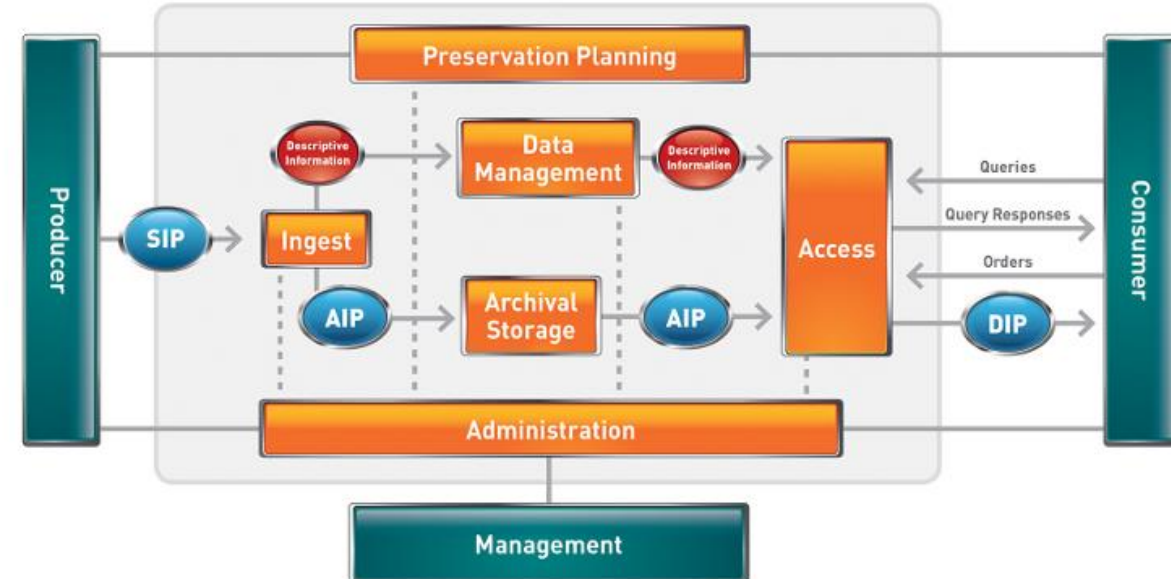 Preservation Planning
Producer
SIP
Descriptive
Information
Ingest
AIP
Data
Management
Archival
Storage
Descriptive
Information
AIP
Access
Queries
Query Responses
Orders
DIP
Consumer
Administration
Management